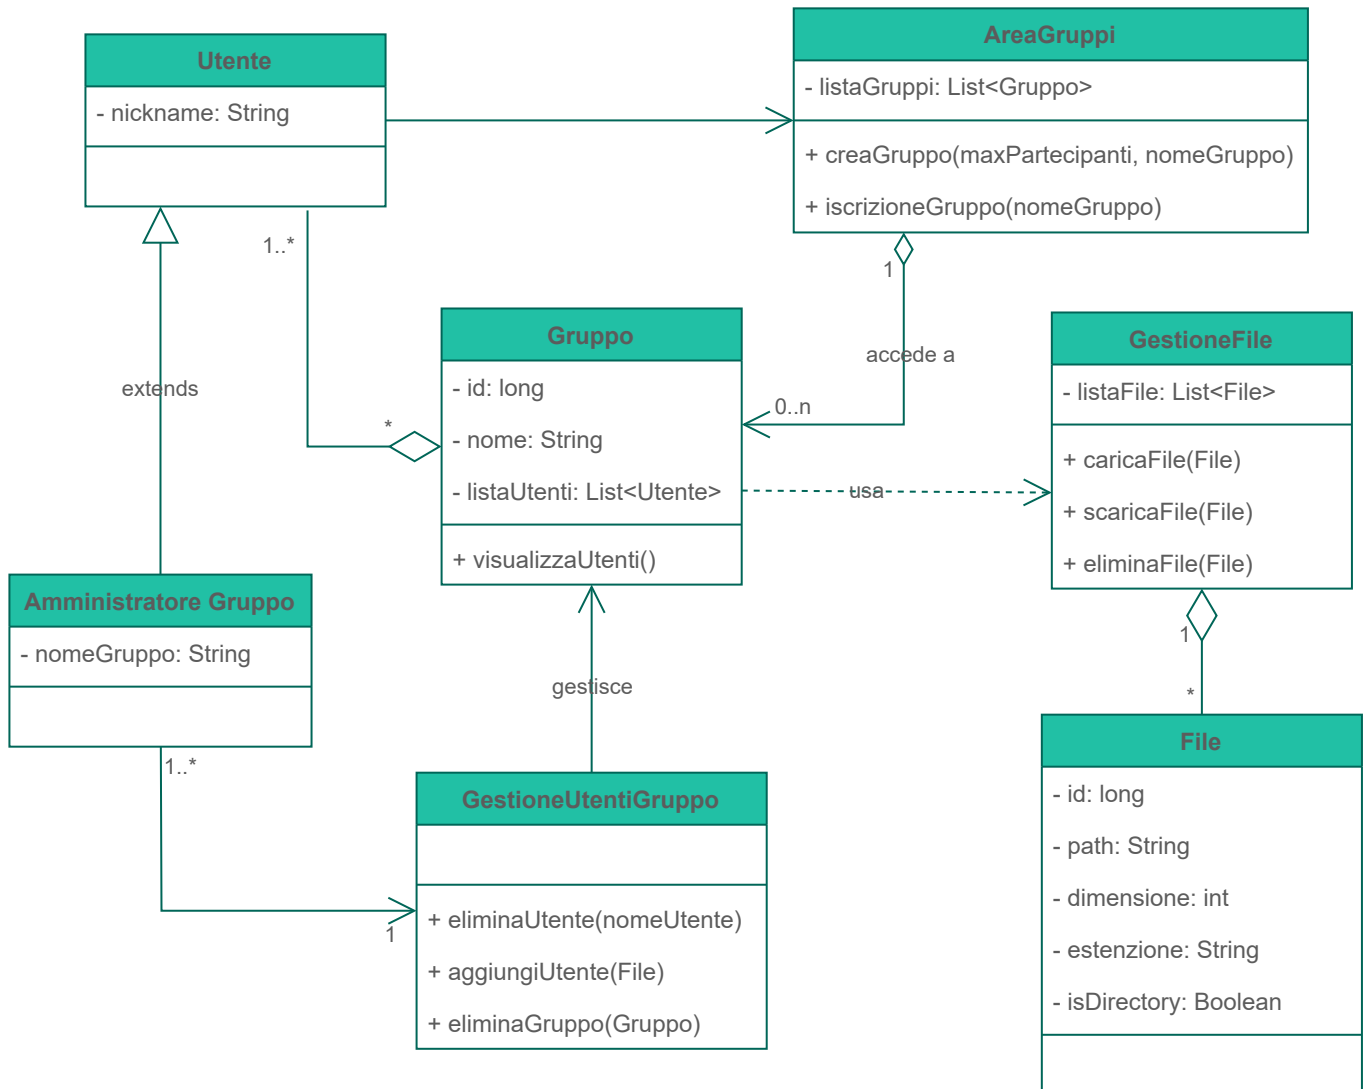 Utente
- nickname: String
AreaGruppi
- listaGruppi: List<Gruppo>
+ creaGruppo(maxPartecipanti, nomeGruppo)
+ iscrizioneGruppo(nomeGruppo)
1..*
1
extends
accede a
0..n
*
Gruppo
- id: long
- nome: String
- listaUtenti: List<Utente>
+ visualizzaUtenti()
usa
GestioneFile
- listaFile: List<File>
+ caricaFile(File)
+ scaricaFile(File)
+ eliminaFile(File)
1
*
Amministratore Gruppo
- nomeGruppo: String
1..*
1
gestisce
GestioneUtentiGruppo
+ eliminaUtente(nomeUtente)
+ aggiungiUtente(File)
+ eliminaGruppo(Gruppo)
File
- id: long
- path: String
- dimensione: int
- estenzione: String
- isDirectory: Boolean